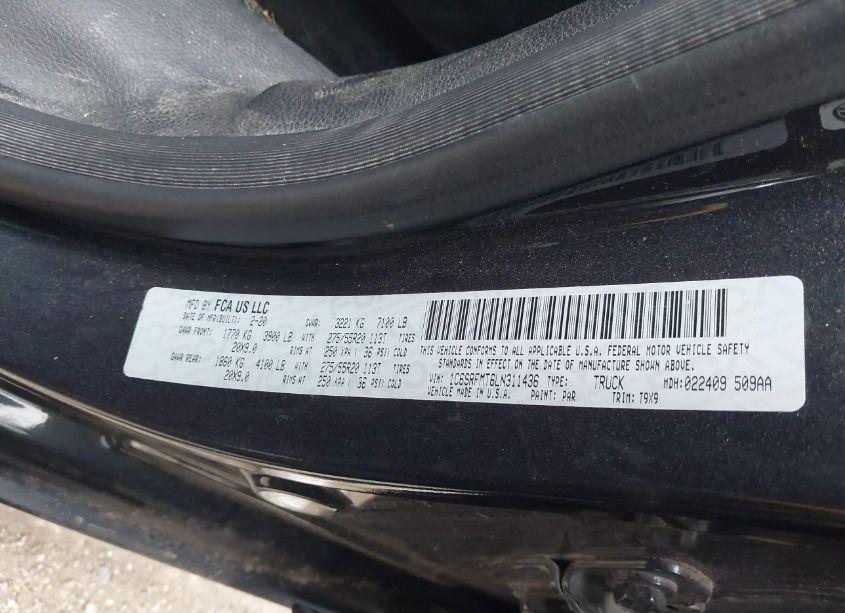 MFD BY FCA US LLC
DATE OF MFR(BUILT): 2-20 GVWR: 3221 KG 7100 LB
GAWR FRONT: 1770 KG 3900 LB WITH 275/55R20 113T TIRES
20X9.0 RIMS AT 250 KPA ( 36 PSI) COLD
GAWR REAR: 1860 KG 4100 LB WITH 275/55R20 113T TIRES
20X9.0 RIMS AT 250 KPA ( 36 PSI) COLD
THIS VEHICLE CONFORMS TO ALL APPLICABLE U.S.A. FEDERAL MOTOR VEHICLE SAFETY
STANDARDS IN EFFECT ON THE DATE OF MANUFACTURE SHOWN ABOVE.
VIN: 1C6SRFMT6LN311436 TYPE: TRUCK MDH: 022409 509AA
VEHICLE MADE IN U.S.A. PAINT: PAR TRIM: T9X9